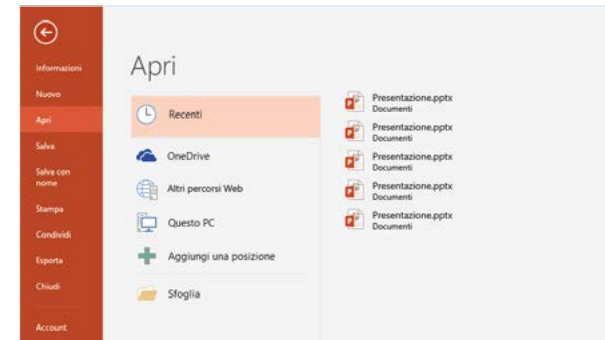 Informazioni
Nuovo
Apri
Salva
Salva con
nome
Stampa
Condividi
Esporta
Chiudi
Account
Apri
Recenti
OneDrive
Altri percorsi Web
Questo PC
Aggiungi una posizione
Sfoglia
Presentazione.pptx
Documenti
Presentazione.pptx
Documenti
Presentazione.pptx
Documenti
Presentazione.pptx
Documenti
Presentazione.pptx
Documenti